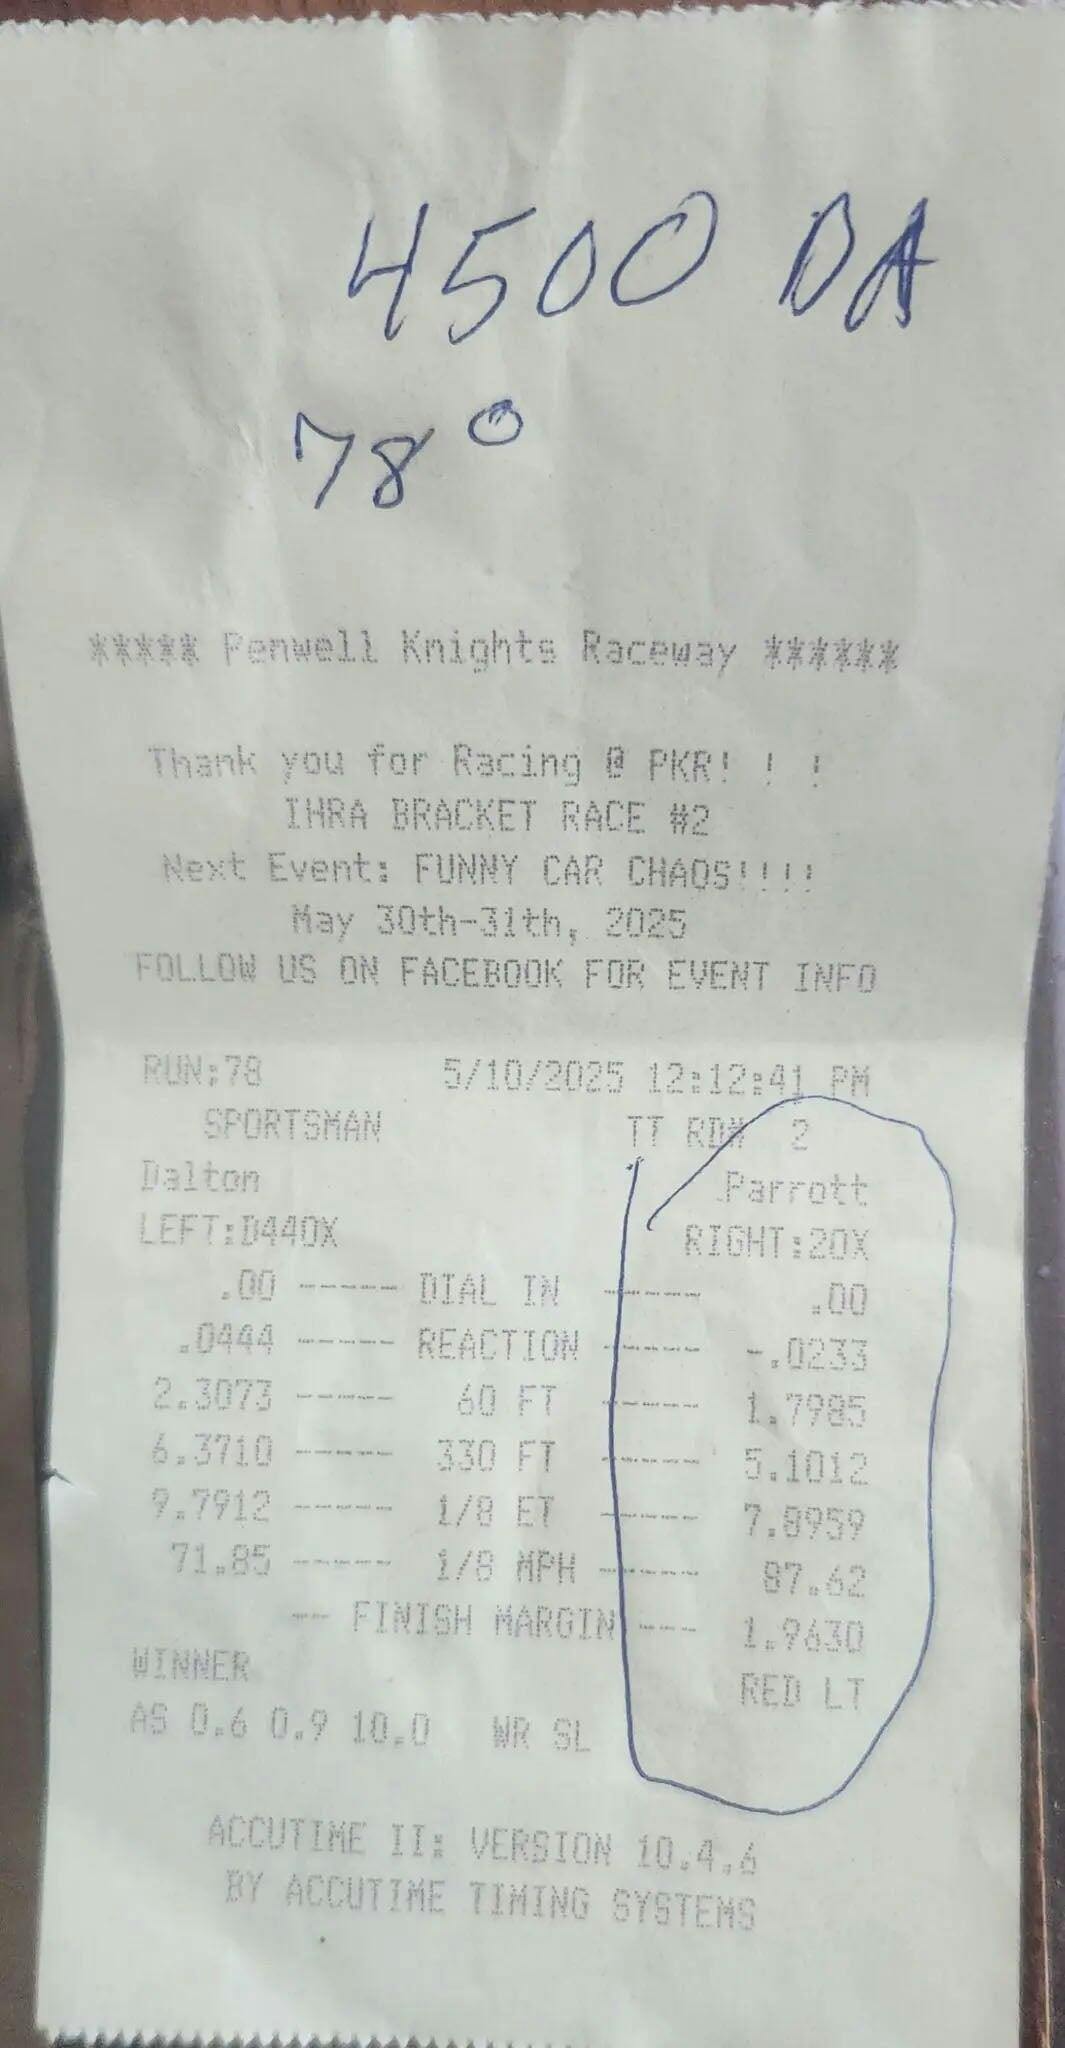 4500 DA
78°
***** Penwell Knights Raceway ******
Thank you for Racing @ PKR! ! !
IHRA BRACKET RACE #2
Next Event: FUNNY CAR CHAOS!!!!
May 30th-31th, 2025
FOLLOW US ON FACEBOOK FOR EVENT INFO
RUN:78 5/10/2025 12:12:41 PM
SPORTSMAN TT RD# 2
Dalton Parrott
LEFT:D440X RIGHT:20X
.00 ----- DIAL IN ----- .00
.0444 ----- REACTION ----- -.0233
2.3073 ----- 60 FT ----- 1.7985
6.3710 ----- 330 FT ----- 5.1012
9.7912 ----- 1/8 ET ----- 7.8959
71.85 ----- 1/8 MPH ----- 87.62
-- FINISH MARGIN --- 1.9630
WINNER RED LT
AS 0.6 0.9 10.0 WR SL
ACCUTIME II: VERSION 10.4.6
BY ACCUTIME TIMING SYSTEMS